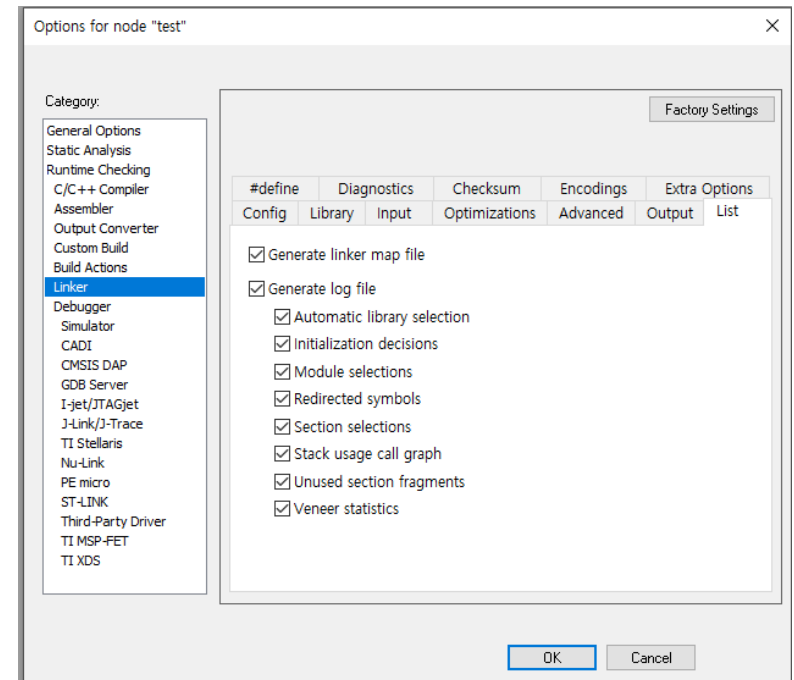 Options for node "test"
Category:
Factory Settings
General Options
Static Analysis
Runtime Checking
C/C++ Compiler
Assembler
Output Converter
Custom Build
Build Actions
Linker
Debugger
Simulator
CADI
CMSIS DAP
GDB Server
I-jet/JTAGjet
J-Link/J-Trace
TI Stellaris
Nu-Link
PE micro
ST-LINK
Third-Party Driver
TI MSP-FET
TI XDS
#define Diagnostics Checksum Encodings Extra Options
Config Library Input Optimizations Advanced Output List
Generate linker map file
Generate log file
Automatic library selection
Initialization decisions
Module selections
Redirected symbols
Section selections
Stack usage call graph
Unused section fragments
Veneer statistics
OK Cancel